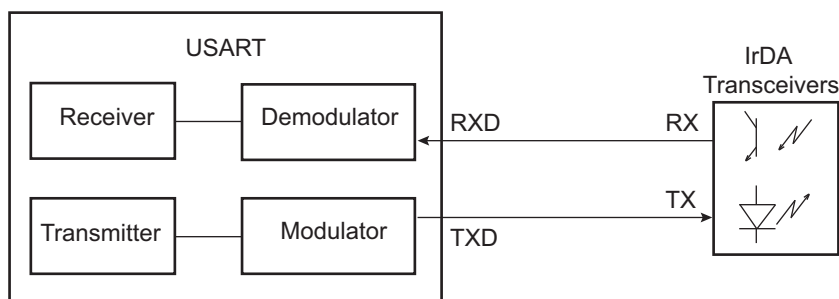 USART
IrDA
Transceivers
Receiver
Demodulator
RXD
RX
Transmitter
Modulator
TXD
TX